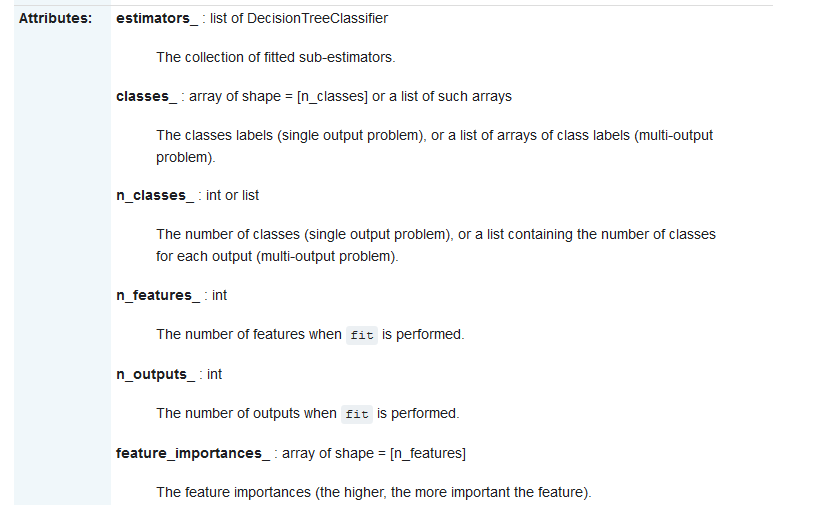 Attributes: estimators_ : list of DecisionTreeClassifier
The collection of fitted sub-estimators.
classes_ : array of shape = [n_classes] or a list of such arrays
The classes labels (single output problem), or a list of arrays of class labels (multi-output
problem).
n_classes_ : int or list
The number of classes (single output problem), or a list containing the number of classes
for each output (multi-output problem).
n_features_ : int
The number of features when fit is performed.
n_outputs_ : int
The number of outputs when fit is performed.
feature_importances_ : array of shape = [n_features]
The feature importances (the higher, the more important the feature).